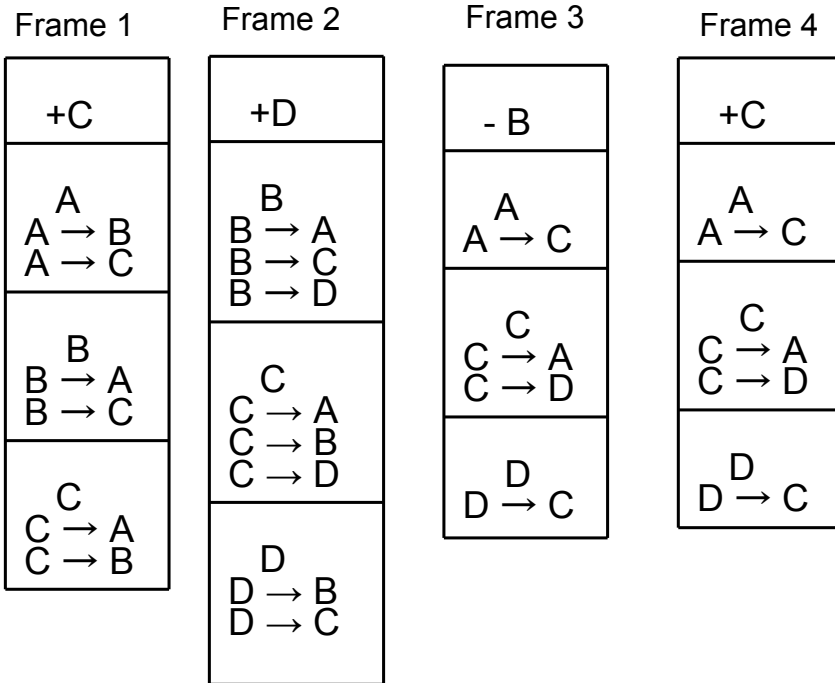 Frame 1
+C
A
A → B
A → C
B
B → A
B → C
C
C → A
C → B
Frame 2
+D
B
B → A
B → C
B → D
C
C → A
C → B
C → D
D
D → B
D → C
Frame 3
- B
A
A → C
C
C → A
C → D
D
D → C
Frame 4
+C
A
A → C
C
C → A
C → D
D
D → C